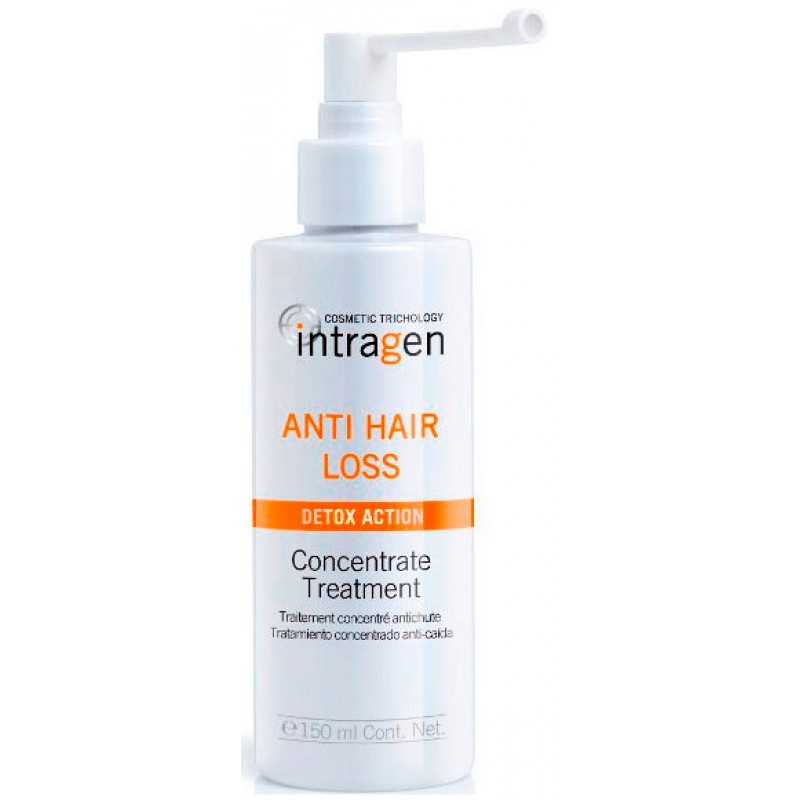 COSMETIC TRICHOLOGY
intragen
ANTI HAIR
LOSS
DETOX ACTION
Concentrate
Treatment
Traitement concentré antichute
Tratamiento concentrado anti-caída
℮150 ml Cont. Net.